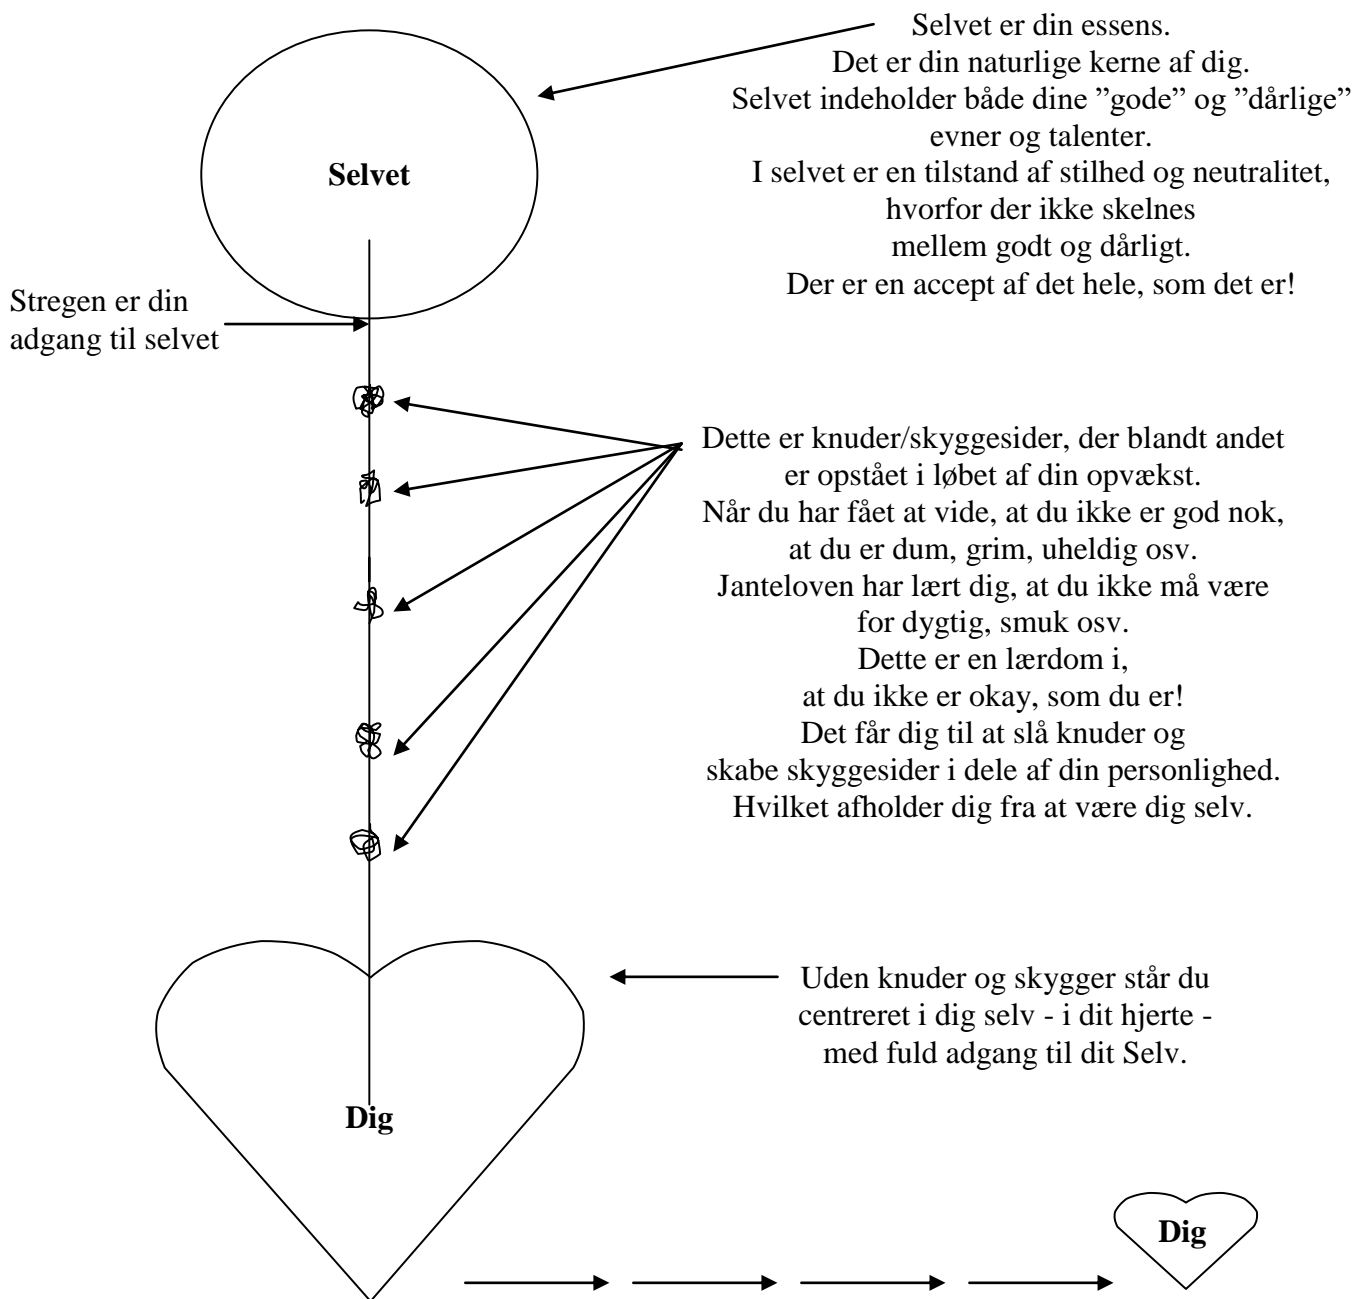 Selvet er din essens.
Det er din naturlige kerne af dig.
Selvet indeholder både dine ”gode” og ”dårlige”
evner og talenter.
I selvet er en tilstand af stilhed og neutralitet,
hvorfor der ikke skelnes
mellem godt og dårligt.
Der er en accept af det hele, som det er!
Selvet
Stregen er din
adgang til selvet
Dette er knuder/skyggesider, der blandt andet
er opstået i løbet af din opvækst.
Når du har fået at vide, at du ikke er god nok,
at du er dum, grim, uheldig osv.
Janteloven har lært dig, at du ikke må være
for dygtig, smuk osv.
Dette er en lærdom i,
at du ikke er okay, som du er!
Det får dig til at slå knuder og
skabe skyggesider i dele af din personlighed.
Hvilket afholder dig fra at være dig selv.
Uden knuder og skygger står du
centreret i dig selv - i dit hjerte -
med fuld adgang til dit Selv.
Dig
Dig